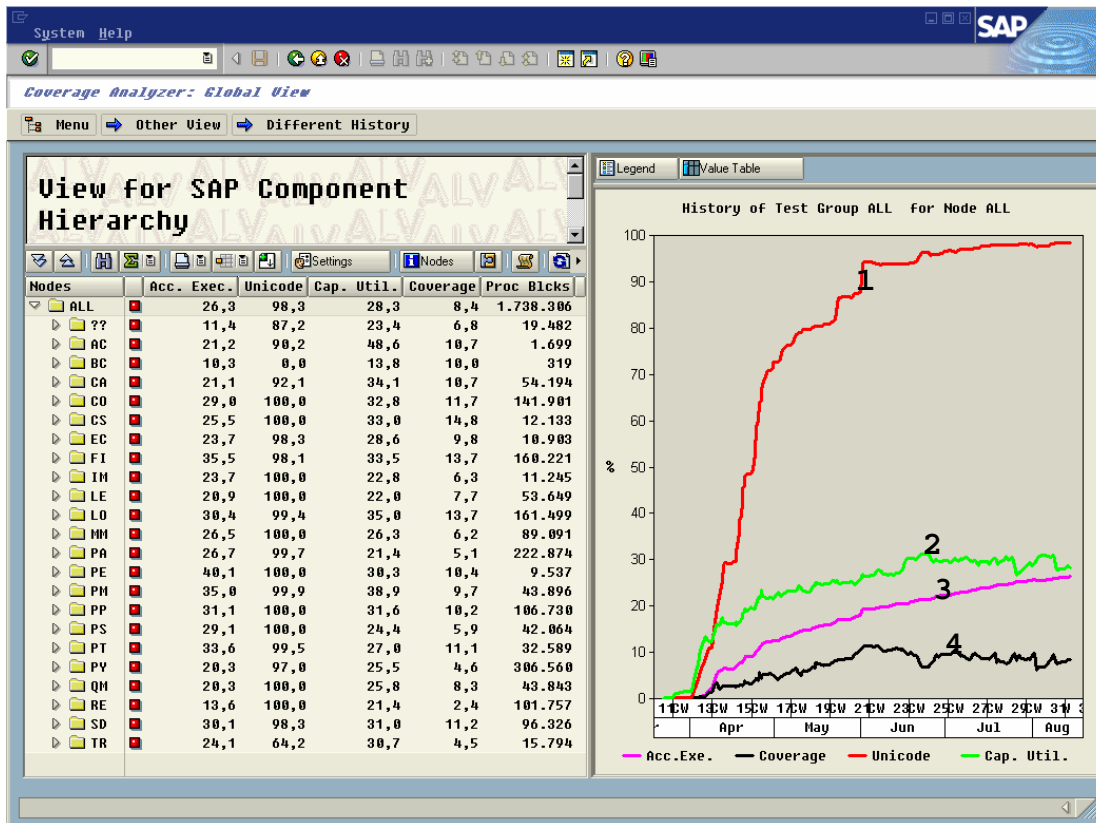 System Help
SAP
Coverage Analyzer: Global View
Menu Other View Different History
View for SAP Component
Hierarchy
Settings Nodes
Nodes Acc. Exec. Unicode Cap. Util. Coverage Proc Blcks
ALL 26,3 98,3 28,3 8,4 1.738.306
?? 11,4 87,2 23,4 6,8 19.482
AC 21,2 90,2 48,6 10,7 1.699
BC 10,3 0,0 13,8 10,0 319
CA 21,1 92,1 34,1 10,7 54.194
CO 29,0 100,0 32,8 11,7 141.901
CS 25,5 100,0 33,0 14,8 12.133
EC 23,7 98,3 28,6 9,8 10.903
FI 35,5 98,1 33,5 13,7 160.221
IM 23,7 100,0 22,8 6,3 11.245
LE 20,9 100,0 22,0 7,7 53.649
LO 30,4 99,4 35,0 13,7 161.499
MM 26,5 100,0 26,3 6,2 89.091
PA 26,7 99,7 21,4 5,1 222.874
PE 40,1 100,0 30,3 10,4 9.537
PM 35,0 99,9 38,9 9,7 43.896
PP 31,1 100,0 31,6 10,2 106.730
PS 29,1 100,0 24,4 5,9 42.064
PT 33,6 99,5 27,0 11,1 32.589
PY 20,3 97,0 25,5 4,6 306.560
QM 20,3 100,0 25,8 8,3 43.843
RE 13,6 100,0 21,4 2,4 101.757
SD 30,1 98,3 31,0 11,2 96.326
TR 24,1 64,2 30,7 4,5 15.794
Legend Value Table
History of Test Group ALL for Node ALL
100
90
80
70
60
%
50
40
30
20
10
0
1
2
3
4
11CW 13CW 15CW 17CW 19CW 21CW 23CW 25CW 27CW 29CW 31W 3
r Apr May Jun Jul Aug
Acc.Exe. Coverage Unicode Cap. Util.